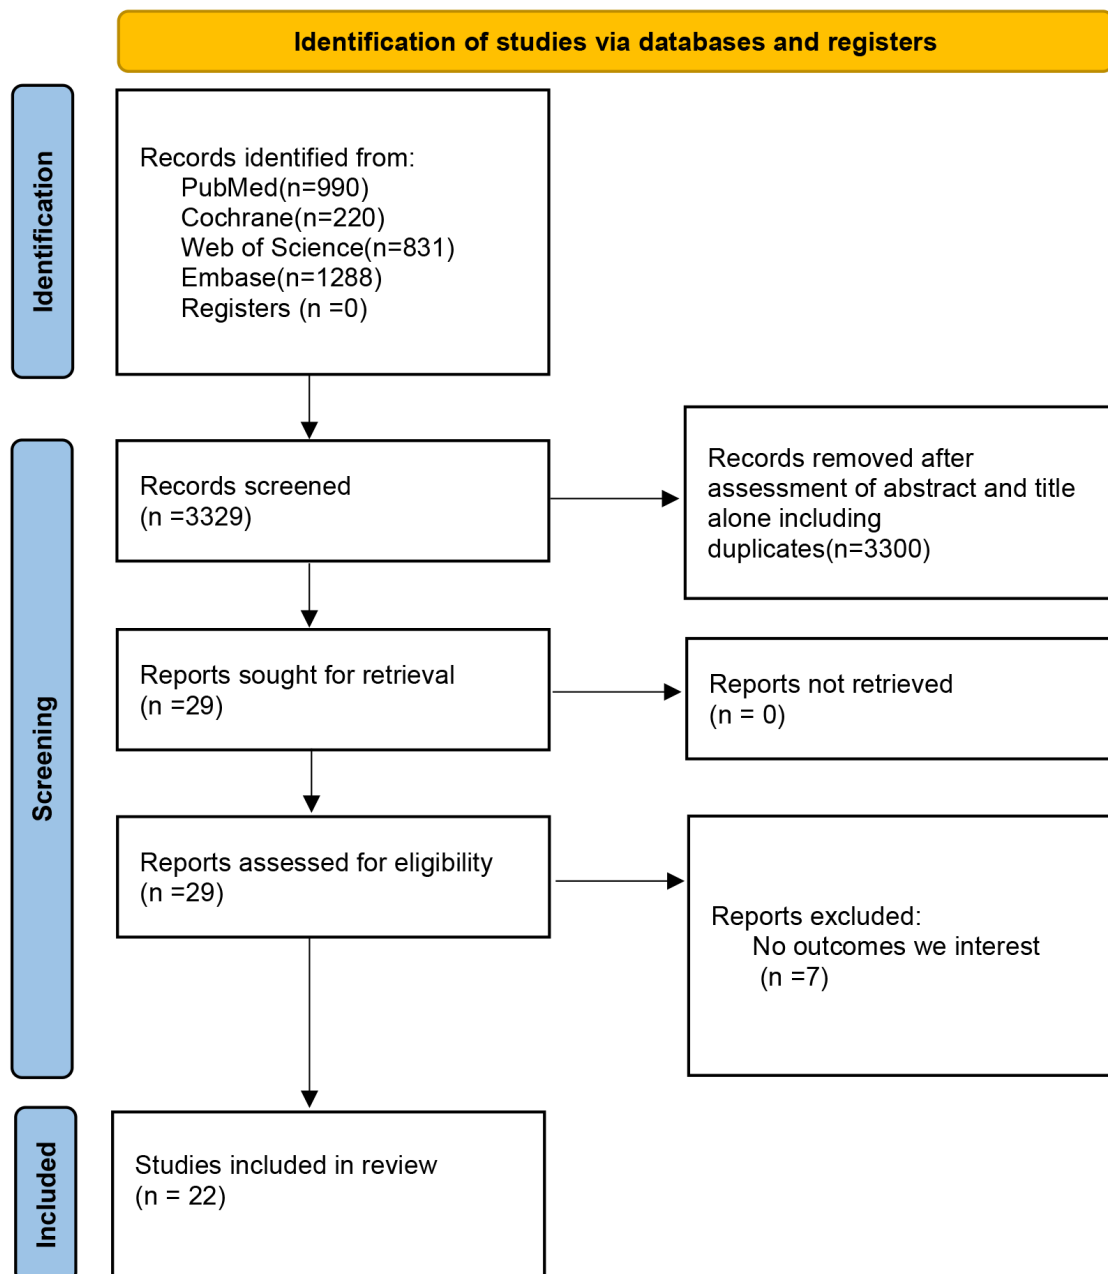 Identification of studies via databases and registers
Identification
Records identified from:
PubMed(n=990)
Cochrane(n=220)
Web of Science(n=831)
Embase(n=1288)
Registers (n =0)
Screening
Records screened
(n =3329)
Records removed after
assessment of abstract and title
alone including
duplicates(n=3300)
Reports sought for retrieval
(n =29)
Reports not retrieved
(n = 0)
Reports assessed for eligibility
(n =29)
Reports excluded:
No outcomes we interest
(n =7)
Included
Studies included in review
(n = 22)